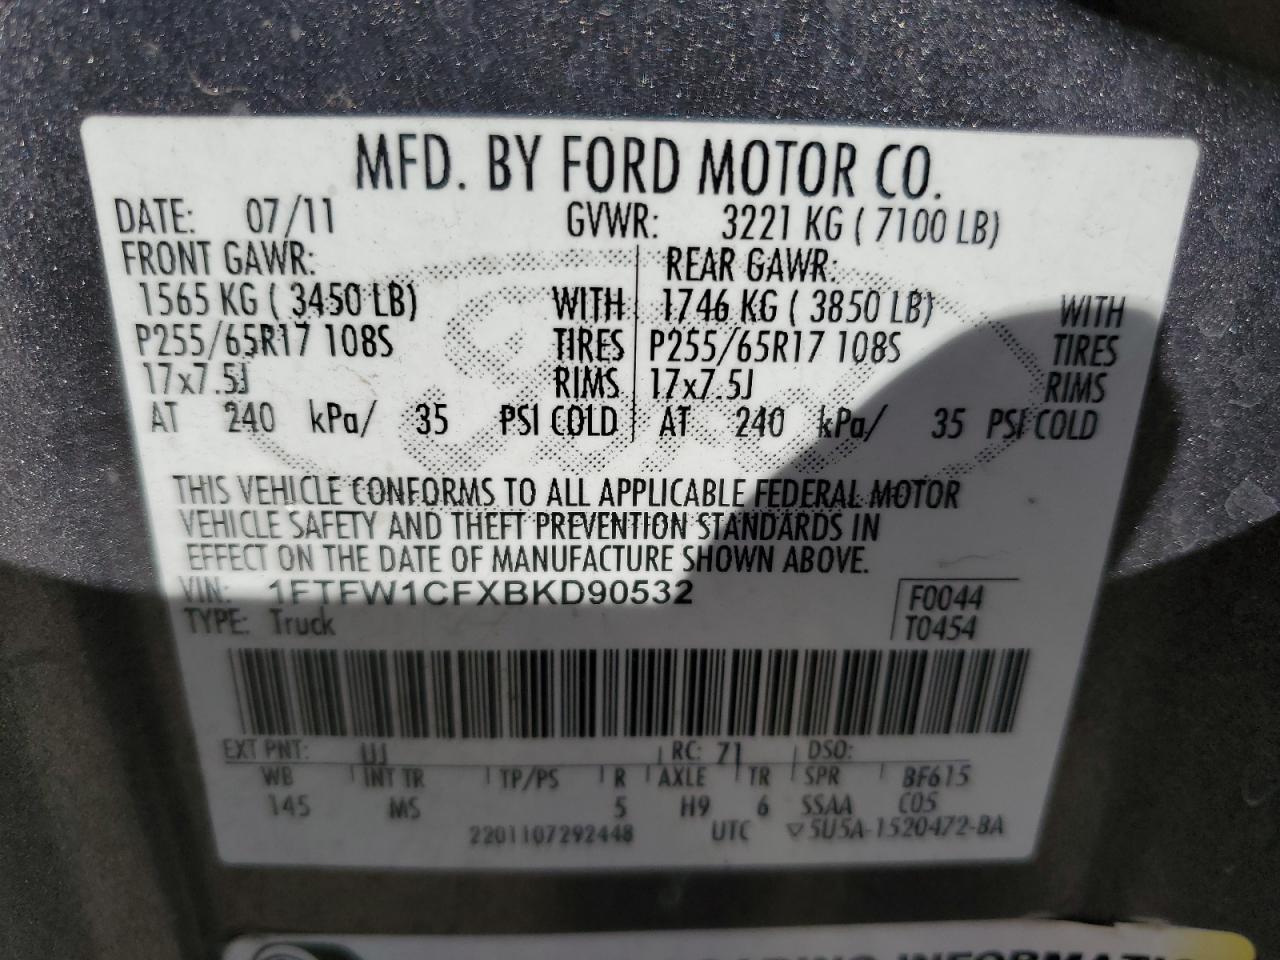 MFD. BY FORD MOTOR CO.
DATE: 07/11 GVWR: 3221 KG ( 7100 LB)
FRONT GAWR: REAR GAWR:
1565 KG ( 3450 LB) WITH 1746 KG ( 3850 LB) WITH
P255/65R17 108S TIRES P255/65R17 108S TIRES
17x7.5J RIMS 17x7.5J RIMS
AT 240 kPa/ 35 PSI COLD AT 240 kPa/ 35 PSI COLD
THIS VEHICLE CONFORMS TO ALL APPLICABLE FEDERAL MOTOR
VEHICLE SAFETY AND THEFT PREVENTION STANDARDS IN
EFFECT ON THE DATE OF MANUFACTURE SHOWN ABOVE.
VIN: 1FTFW1CFXBKD90532 F0044
TYPE: Truck T0454
EXT PNT: UJ RC: 71 DSO:
WB INT TR TP/PS R AXLE TR SPR BF615
145 MS 5 H9 6 SSAA C05
2201107292448 UTC ▽5U5A-1520472-BA